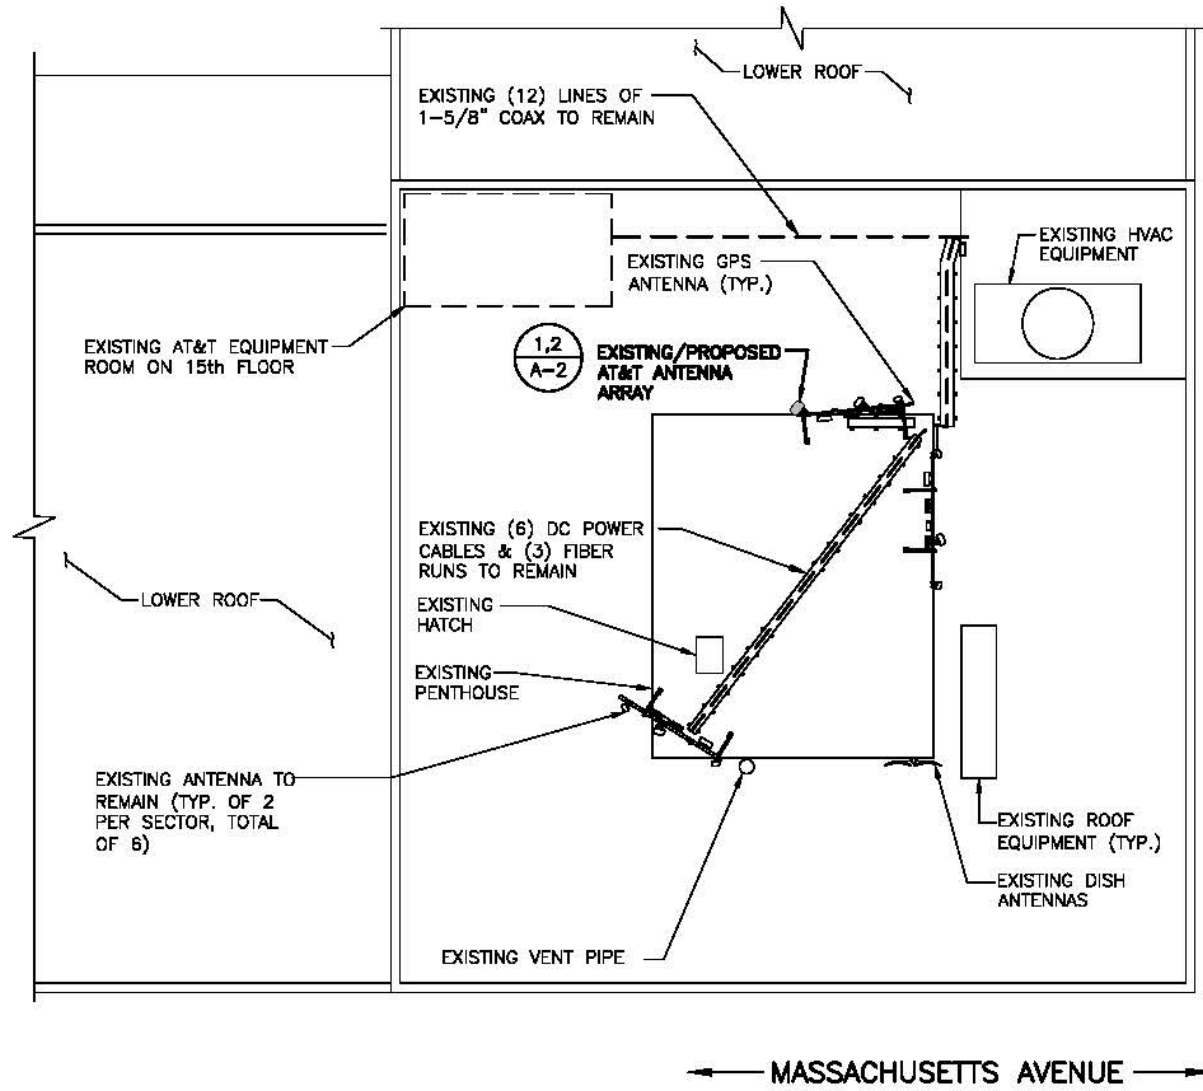 LOWER ROOF
EXISTING (12) LINES OF
1-5/8" COAX TO REMAIN
EXISTING HVAC
EQUIPMENT
EXISTING GPS
ANTENNA (TYP.)
EXISTING AT&T EQUIPMENT
ROOM ON 15th FLOOR
1,2
A-2
EXISTING/PROPOSED
AT&T ANTENNA
ARRAY
EXISTING (6) DC POWER
CABLES & (3) FIBER
RUNS TO REMAIN
LOWER ROOF
EXISTING
HATCH
EXISTING
PENTHOUSE
EXISTING ANTENNA TO
REMAIN (TYP. OF 2
PER SECTOR, TOTAL
OF 6)
EXISTING ROOF
EQUIPMENT (TYP.)
EXISTING DISH
ANTENNAS
EXISTING VENT PIPE
MASSACHUSETTS AVENUE